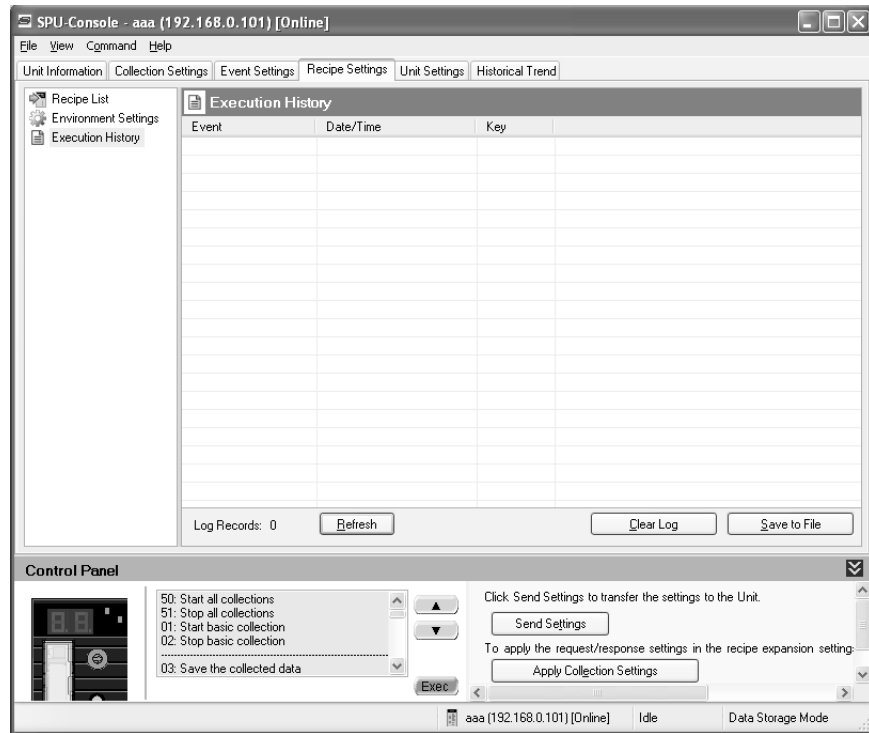 SPU-Console - aaa (192.168.0.101) [Online]
File View Command Help
Unit Information Collection Settings Event Settings Recipe Settings Unit Settings Historical Trend
Recipe List
Environment Settings
Execution History
Execution History
Event Date/Time Key
Log Records: 0 Refresh Clear Log Save to File
Control Panel
50: Start all collections
51: Stop all collections
01: Start basic collection
02: Stop basic collection
03: Save the collected data
Exec
Click Send Settings to transfer the settings to the Unit.
Send Settings
To apply the request/response settings in the recipe expansion setting
Apply Collection Settings
aaa (192.168.0.101) [Online] Idle Data Storage Mode